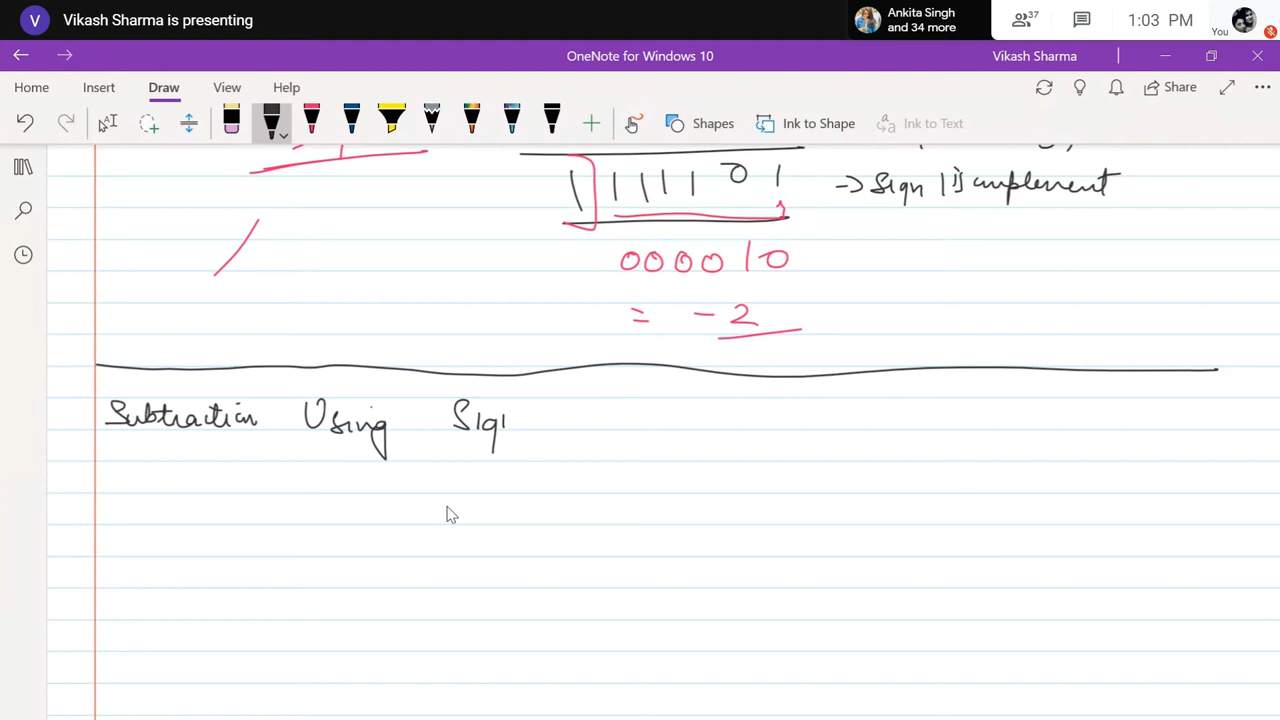 V Vikash Sharma is presenting
Ankita Singh
and 34 more
37
1:03 PM
You
OneNote for Windows 10
Vikash Sharma
Home Insert Draw View Help
Share
Shapes
Ink to Shape
Ink to Text
1 1 1 1 1 0 1 -> Sign 1's
0 0 0 0 1 0
= - 2
Subtraction Using Sig